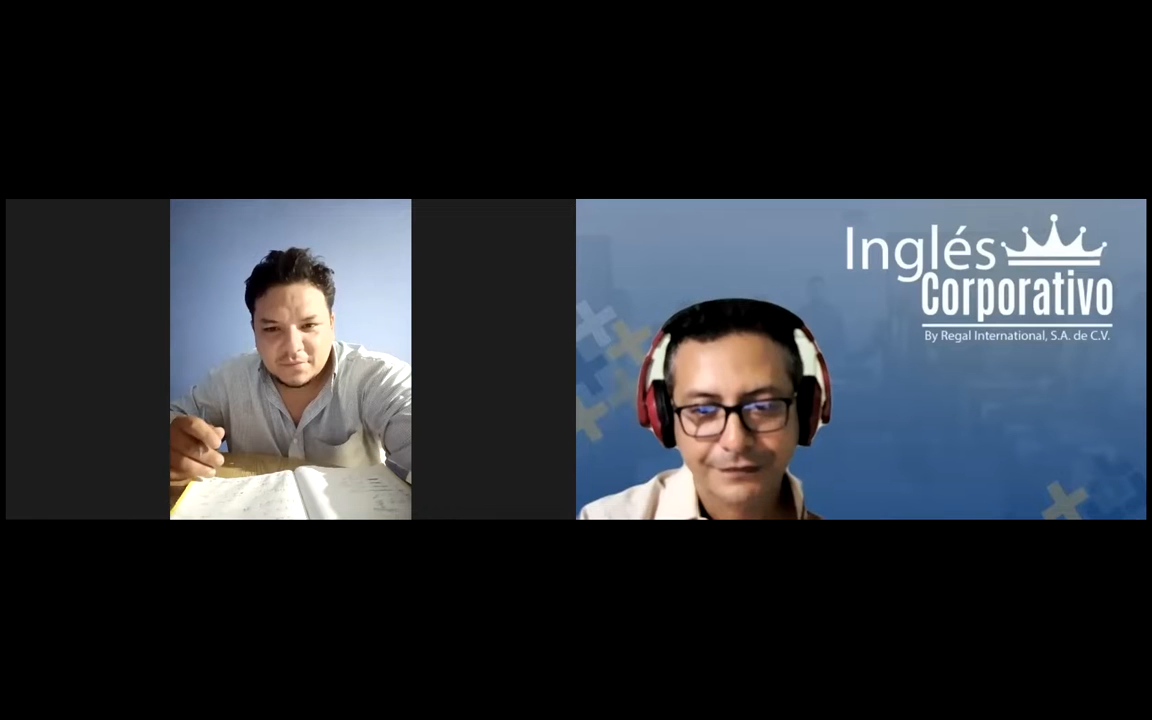 Inglés
Corporativo
By Regal International, S.A. de C.V.